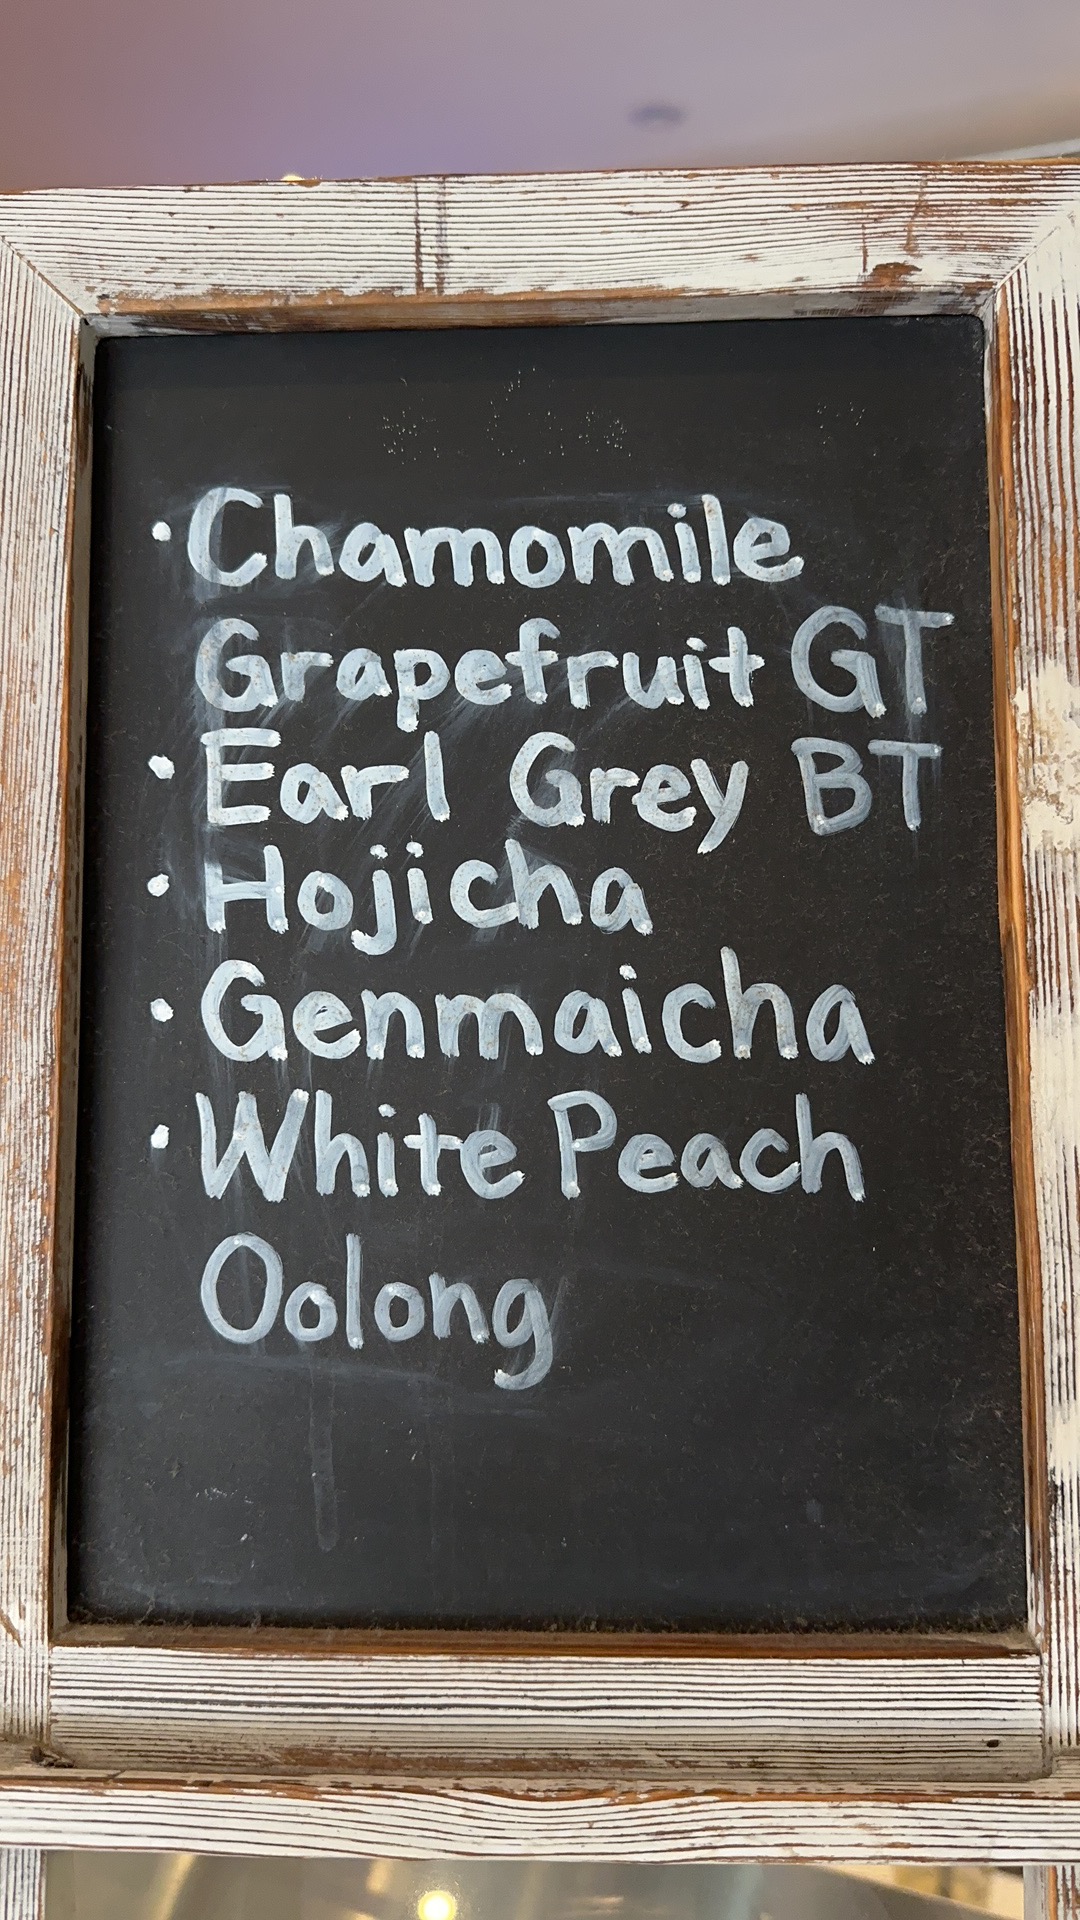 · Chamomile
Grapefruit GT
· Earl Grey BT
· Hojicha
· Genmaicha
· White Peach
Oolong